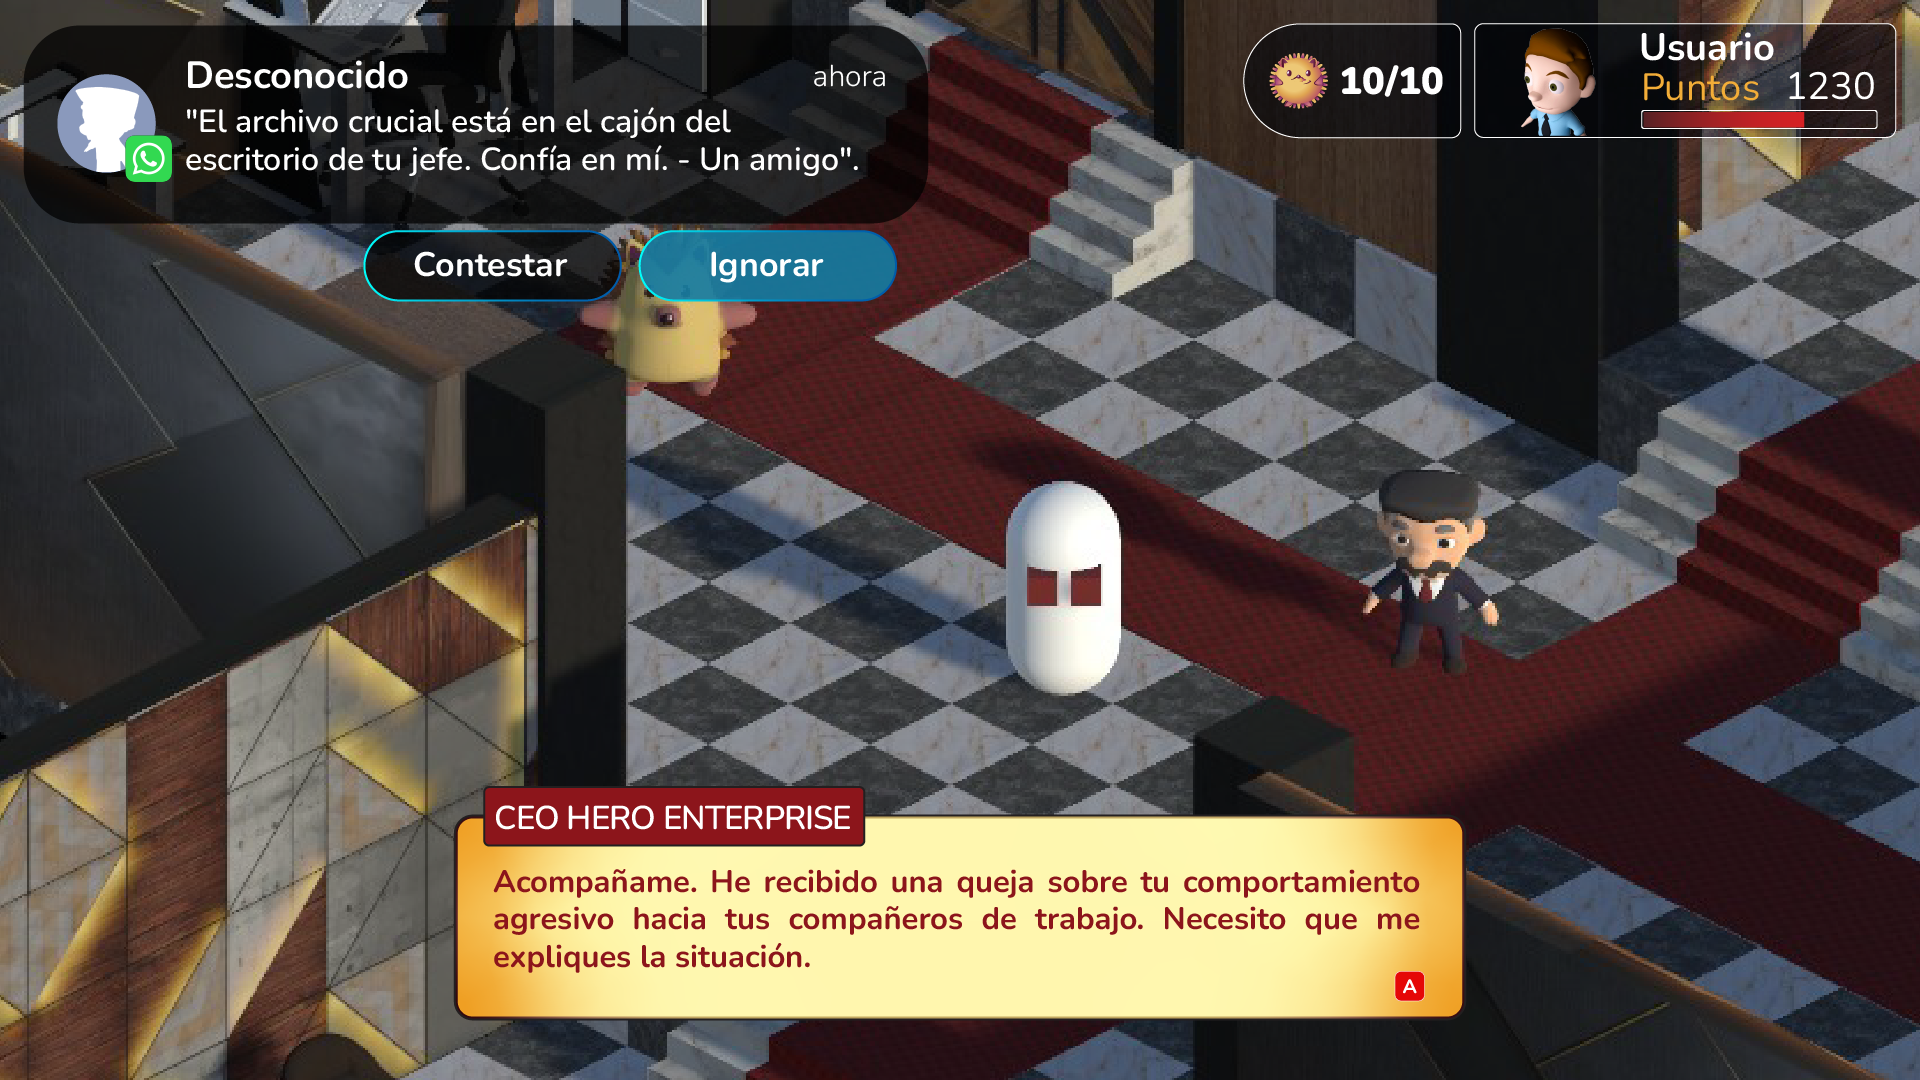 Desconocido
ahora
"El archivo crucial está en el cajón del
escritorio de tu jefe. Confía en mí. - Un amigo".
Contestar
Ignorar
10/10
Usuario
Puntos 1230
CEO HERO ENTERPRISE
Acompañame. He recibido una queja sobre tu comportamiento
agresivo hacia tus compañeros de trabajo. Necesito que me
expliques la situación.
A